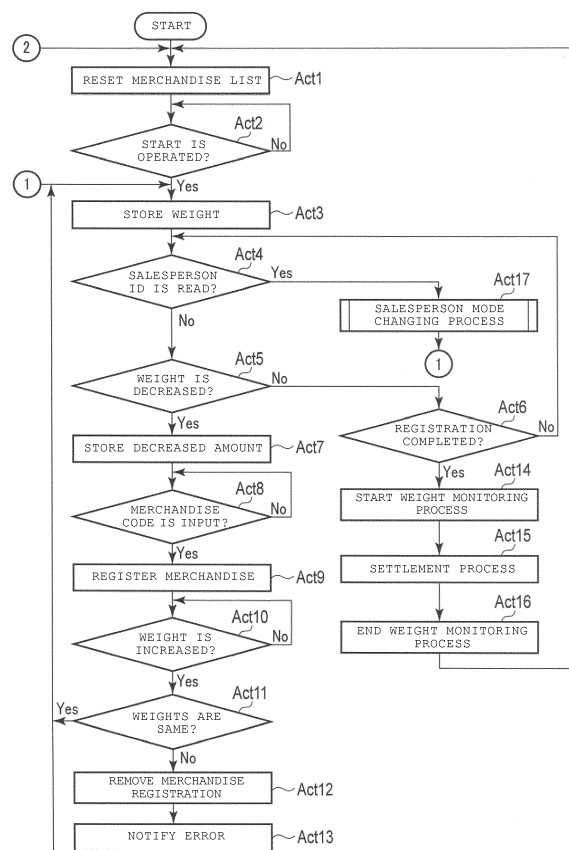 START
2
RESET MERCHANDISE LIST
Act1
Act2
START IS
OPERATED?
No
1
Yes
STORE WEIGHT
Act3
Act4
SALESPERSON
ID IS READ?
Yes
No
Act17
SALESPERSON MODE
CHANGING PROCESS
1
Act5
WEIGHT IS
DECREASED?
No
Yes
Act6
REGISTRATION
COMPLETED?
No
Yes
STORE DECREASED AMOUNT
Act7
Act8
MERCHANDISE
CODE IS INPUT?
No
Yes
Act14
START WEIGHT MONITORING
PROCESS
Act15
SETTLEMENT PROCESS
Act16
END WEIGHT MONITORING
PROCESS
REGISTER MERCHANDISE
Act9
Act10
WEIGHT IS
INCREASED?
No
Yes
Act11
WEIGHTS ARE
SAME?
Yes
No
REMOVE MERCHANDISE
REGISTRATION
Act12
NOTIFY ERROR
Act13